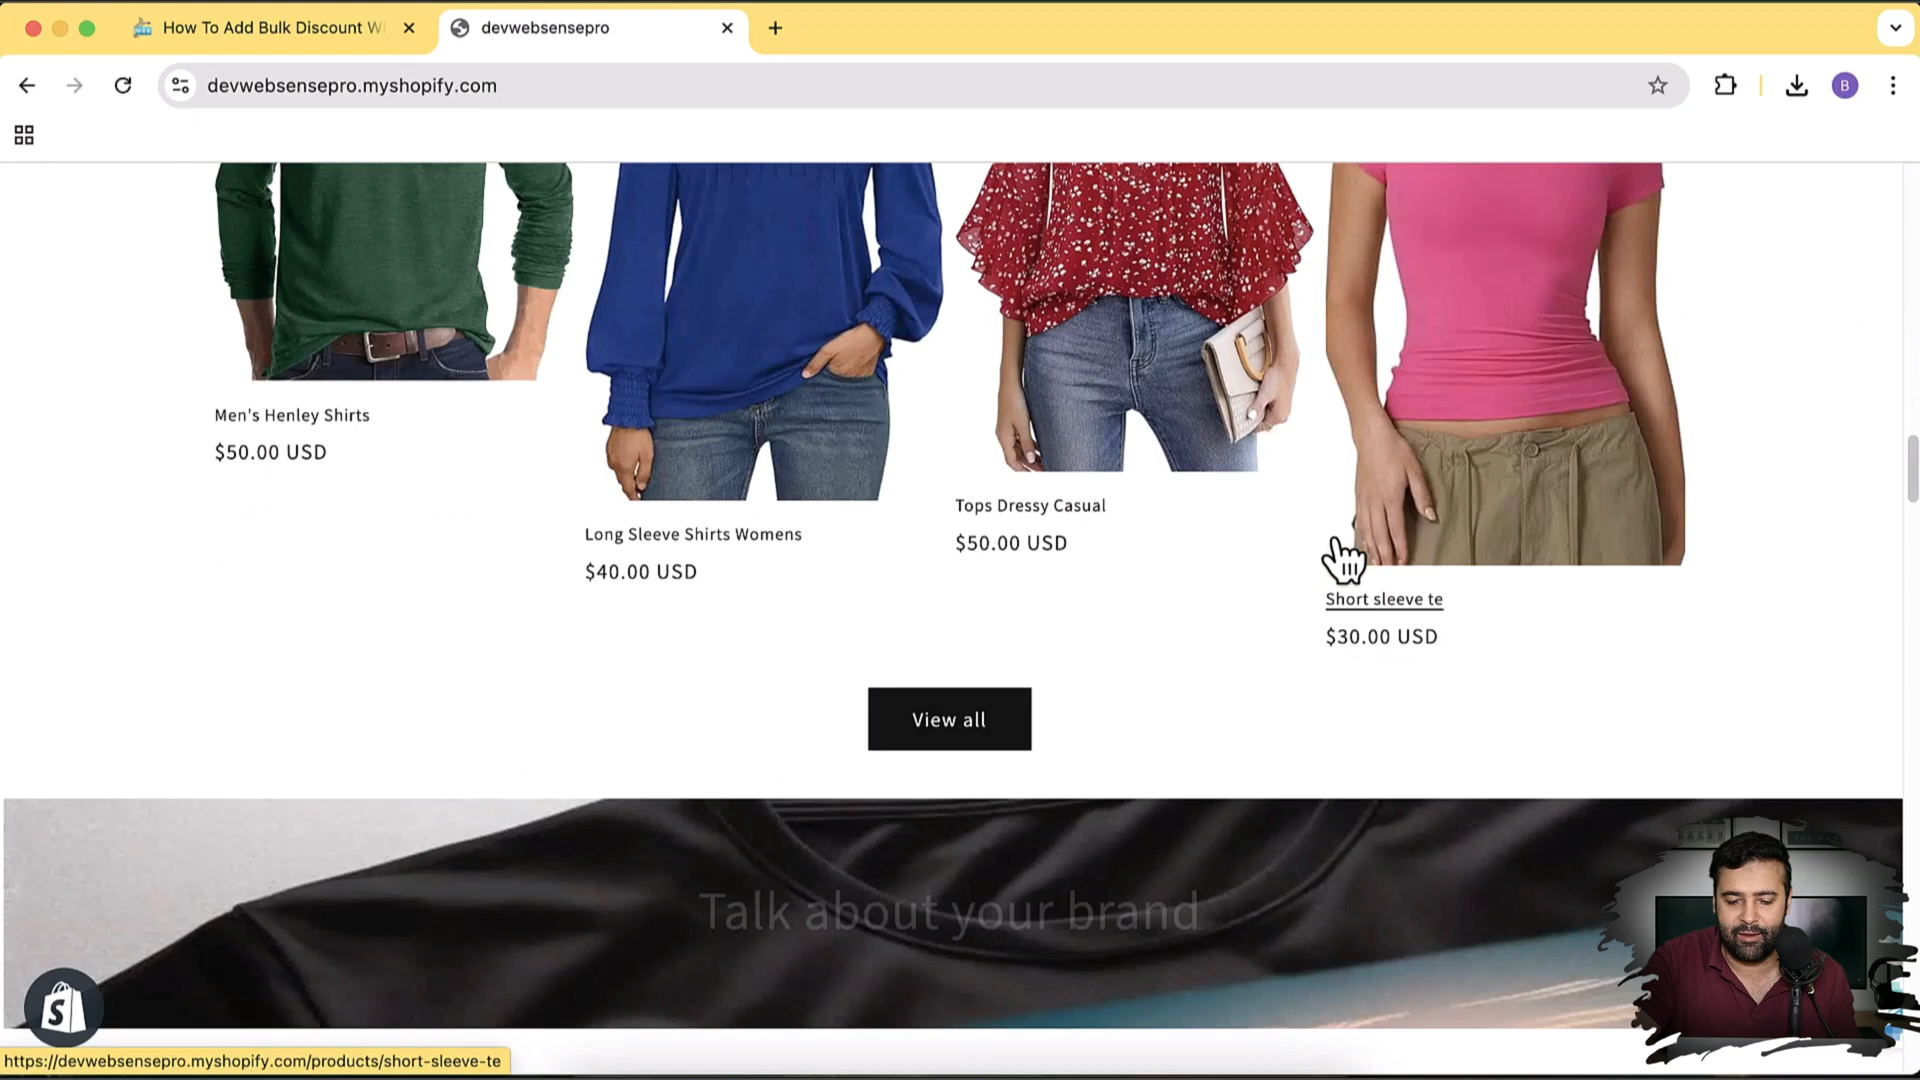 How To Add Bulk Discount Wi
devwebsensepro
devwebsensepro.myshopify.com
B
Men's Henley Shirts
$50.00 USD
Long Sleeve Shirts Womens
$40.00 USD
Tops Dressy Casual
$50.00 USD
Short sleeve te
$30.00 USD
View all
Talk about your brand
https://devwebsensepro.myshopify.com/products/short-sleeve-te